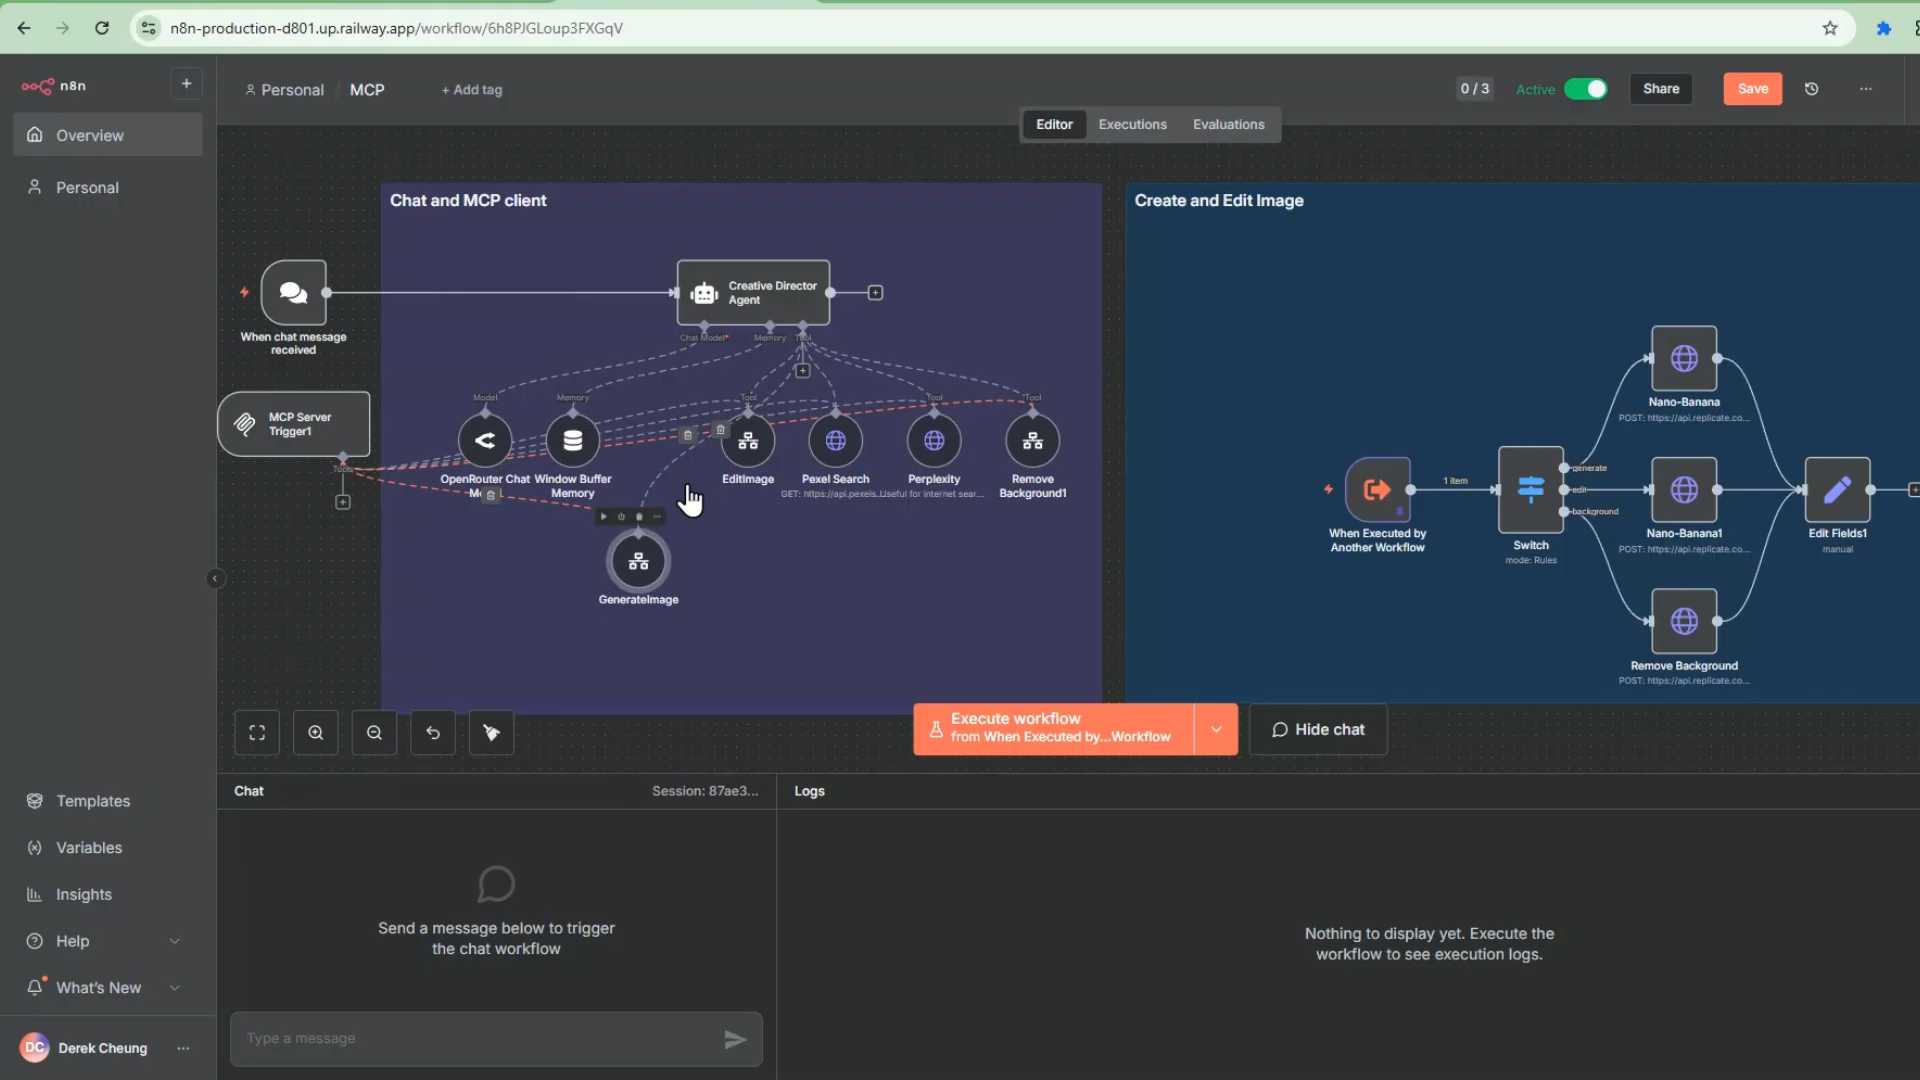 n8n-production-d801.up.railway.app/workflow/6h8PJGLoup3FXGqV
n8n
+
Personal / MCP
+ Add tag
0 / 3
Active
Share
Save
Overview
Personal
Editor
Executions
Evaluations
Chat and MCP client
Create and Edit Image
When chat message
received
Creative Director
Agent
Chat Model*
Memory
Tool
MCP Server
Trigger1
Tools
Model
Memory
Tool
Tool
Tool
OpenRouter Chat
Window Buffer
Memory
EditImage
Pexel Search
GET: https://api.pexels...
Perplexity
Useful for internet sear...
Remove
Background1
GenerateImage
When Executed by
Another Workflow
1 item
Switch
mode: Rules
generate
edit
background
Nano-Banana
POST: https://api.replicate.co...
Nano-Banana1
POST: https://api.replicate.co...
Remove Background
POST: https://api.replicate.co...
Edit Fields1
manual
Execute workflow
from When Executed by...Workflow
Hide chat
Templates
Variables
Insights
Help
What's New
DC
Derek Cheung
Chat
Session: 87ae3...
Logs
Send a message below to trigger
the chat workflow
Type a message
Nothing to display yet. Execute the
workflow to see execution logs.